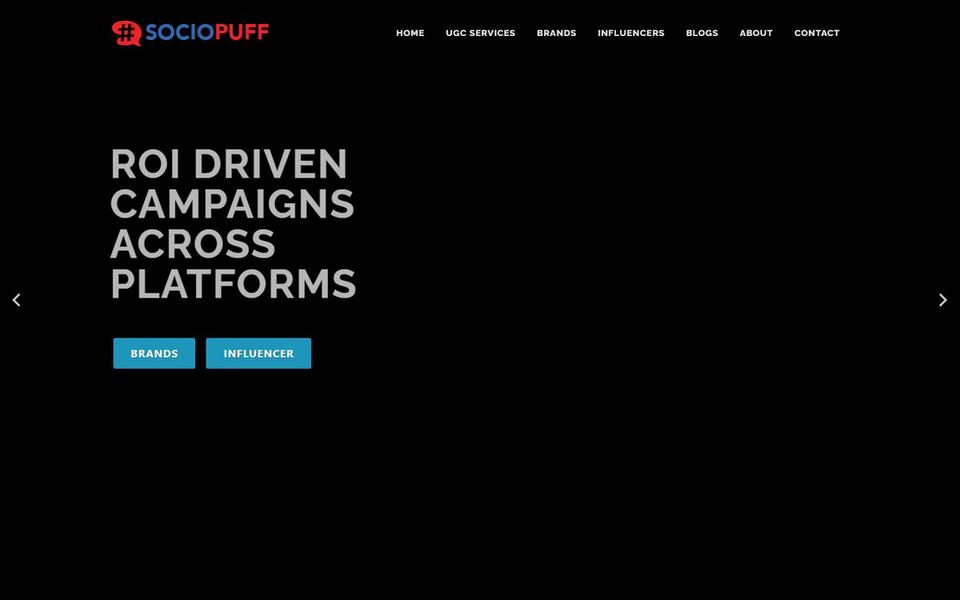 # SOCIOPUFF
HOME UGC SERVICES BRANDS INFLUENCERS BLOGS ABOUT CONTACT
ROI DRIVEN
CAMPAIGNS
ACROSS
PLATFORMS
BRANDS INFLUENCER